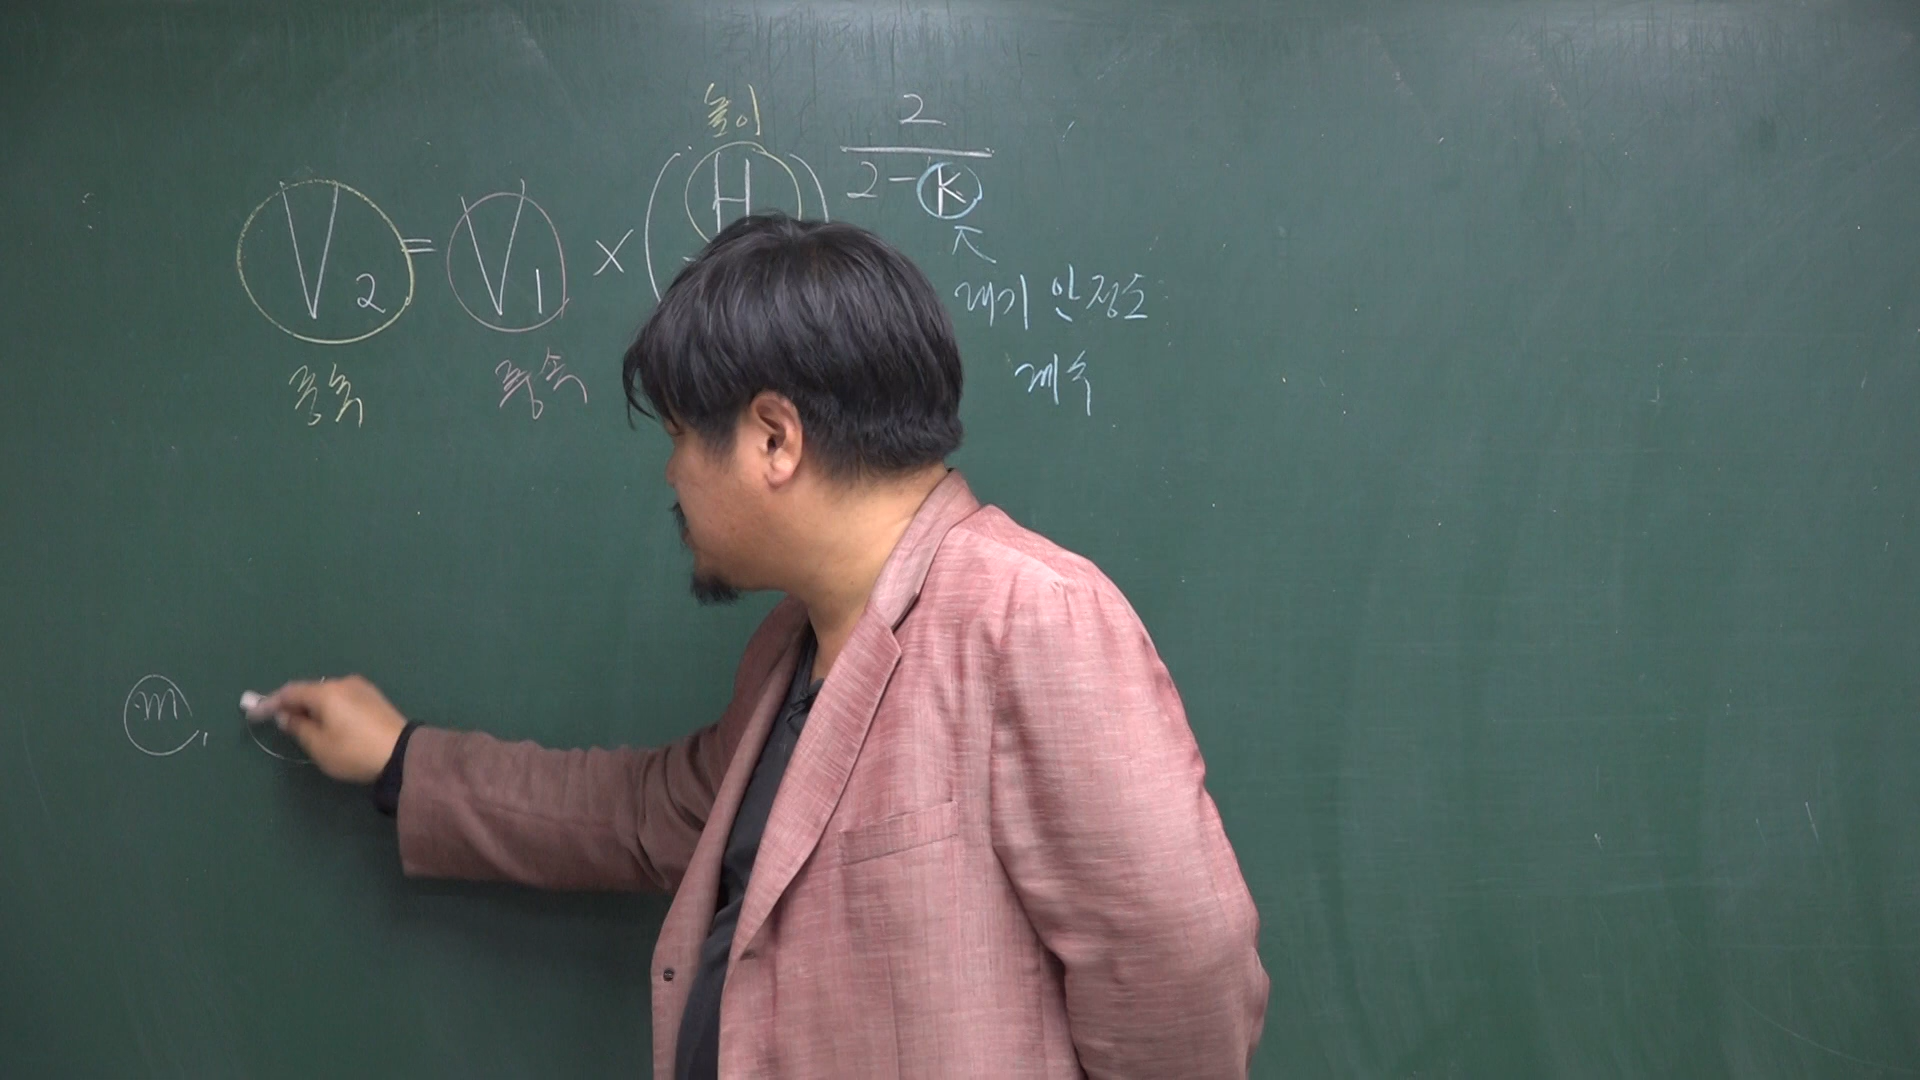 높이
V2 = V1 × (H) 2 / 2-K
풍속 풍속
대기 안정도
계수
m,